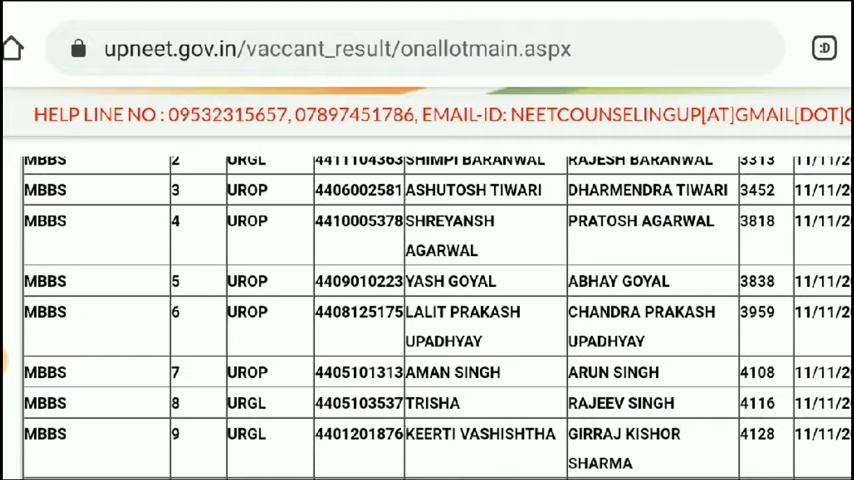 upneet.gov.in/vaccant_result/onallotmain.aspx
:D
HELP LINE NO : 09532315657, 07897451786, EMAIL-ID: NEETCOUNSELINGUP[AT]GMAIL[DOT]C
MBBS 2 URGL 4411104363 SHIMPI BARANWAL RAJESH BARANWAL 3313 11/11/2
MBBS 3 UROP 4406002581 ASHUTOSH TIWARI DHARMENDRA TIWARI 3452 11/11/2
MBBS 4 UROP 4410005378 SHREYANSH PRATOSH AGARWAL 3818 11/11/2
AGARWAL
MBBS 5 UROP 4409010223 YASH GOYAL ABHAY GOYAL 3838 11/11/2
MBBS 6 UROP 4408125175 LALIT PRAKASH CHANDRA PRAKASH 3959 11/11/2
UPADHYAY UPADHYAY
MBBS 7 UROP 4405101313 AMAN SINGH ARUN SINGH 4108 11/11/2
MBBS 8 URGL 4405103537 TRISHA RAJEEV SINGH 4116 11/11/2
MBBS 9 URGL 4401201876 KEERTI VASHISHTHA GIRRAJ KISHOR 4128 11/11/2
SHARMA